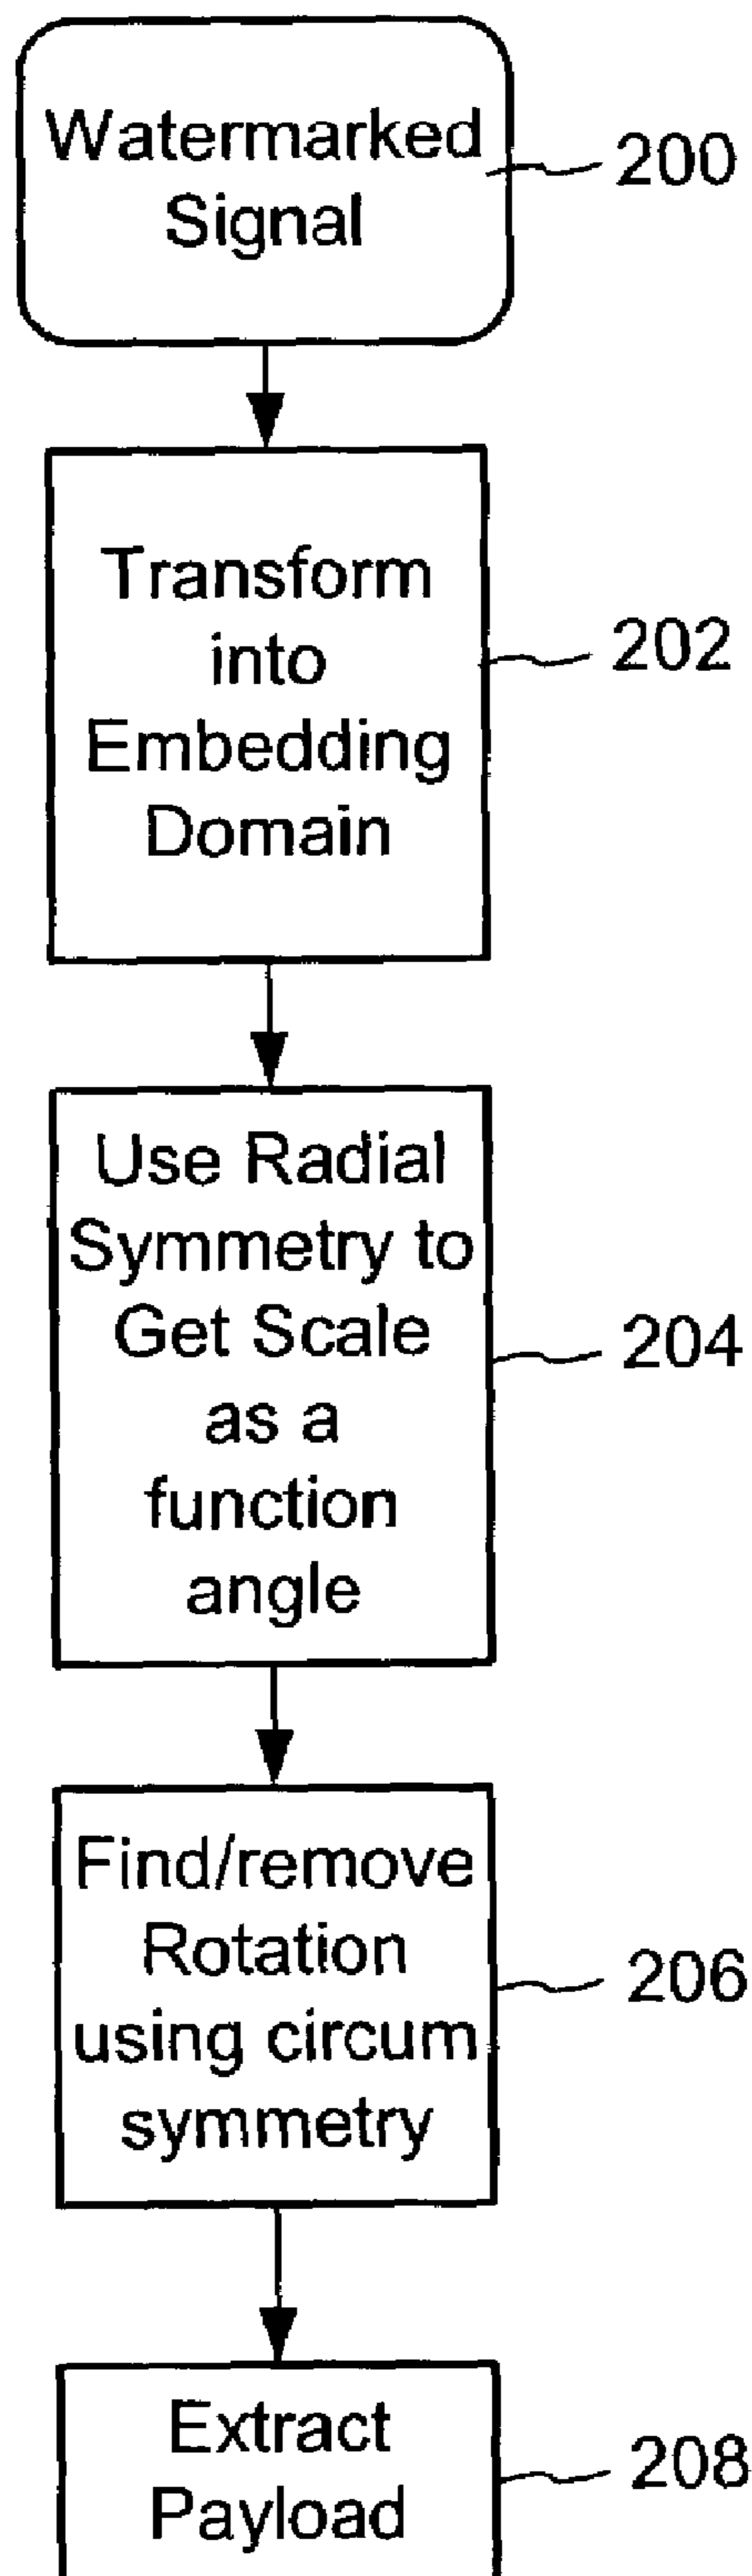 Watermarked
Signal
200
Transform
into
Embedding
Domain
202
Use Radial
Symmetry to
Get Scale
as a
function
angle
204
Find/remove
Rotation
using circum
symmetry
206
Extract
Payload
208